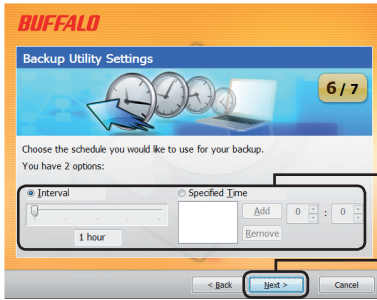 BUFFALO
Backup Utility Settings
6 / 7
Choose the schedule you would like to use for your backup.
You have 2 options:
Interval
Specified Time
1 hour
Add
0 : 0
Remove
< Back
Next >
Cancel